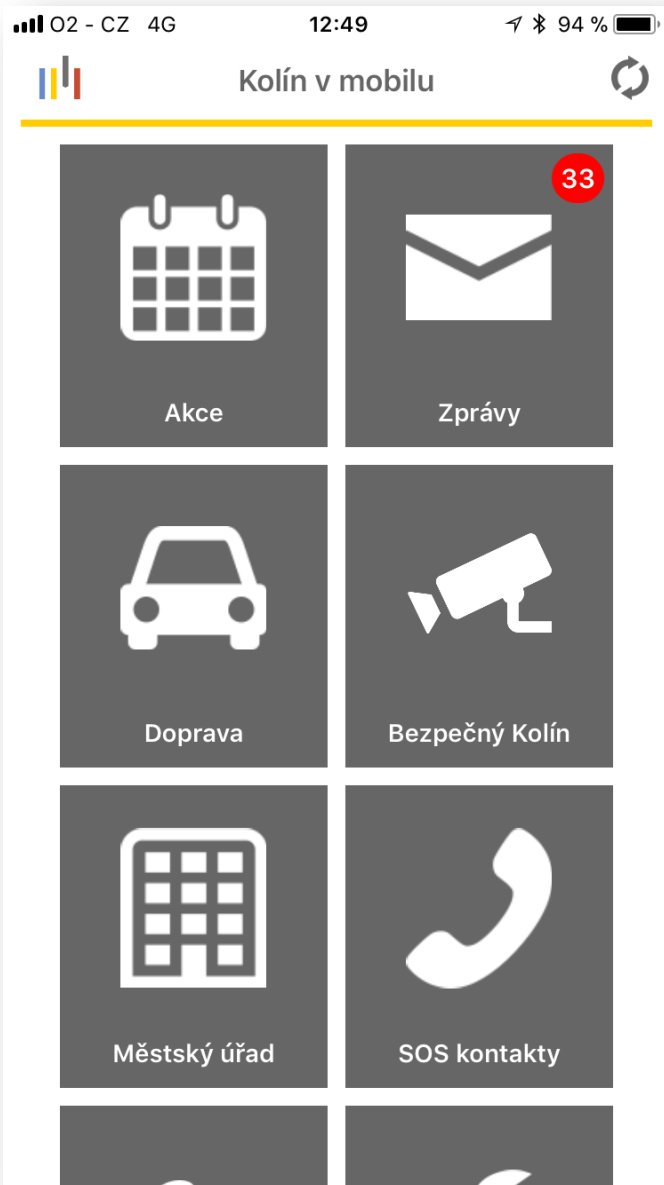 O2 - CZ 4G 12:49 94 %
Kolín v mobilu
33
Akce Zprávy
Doprava Bezpečný Kolín
Městský úřad SOS kontakty